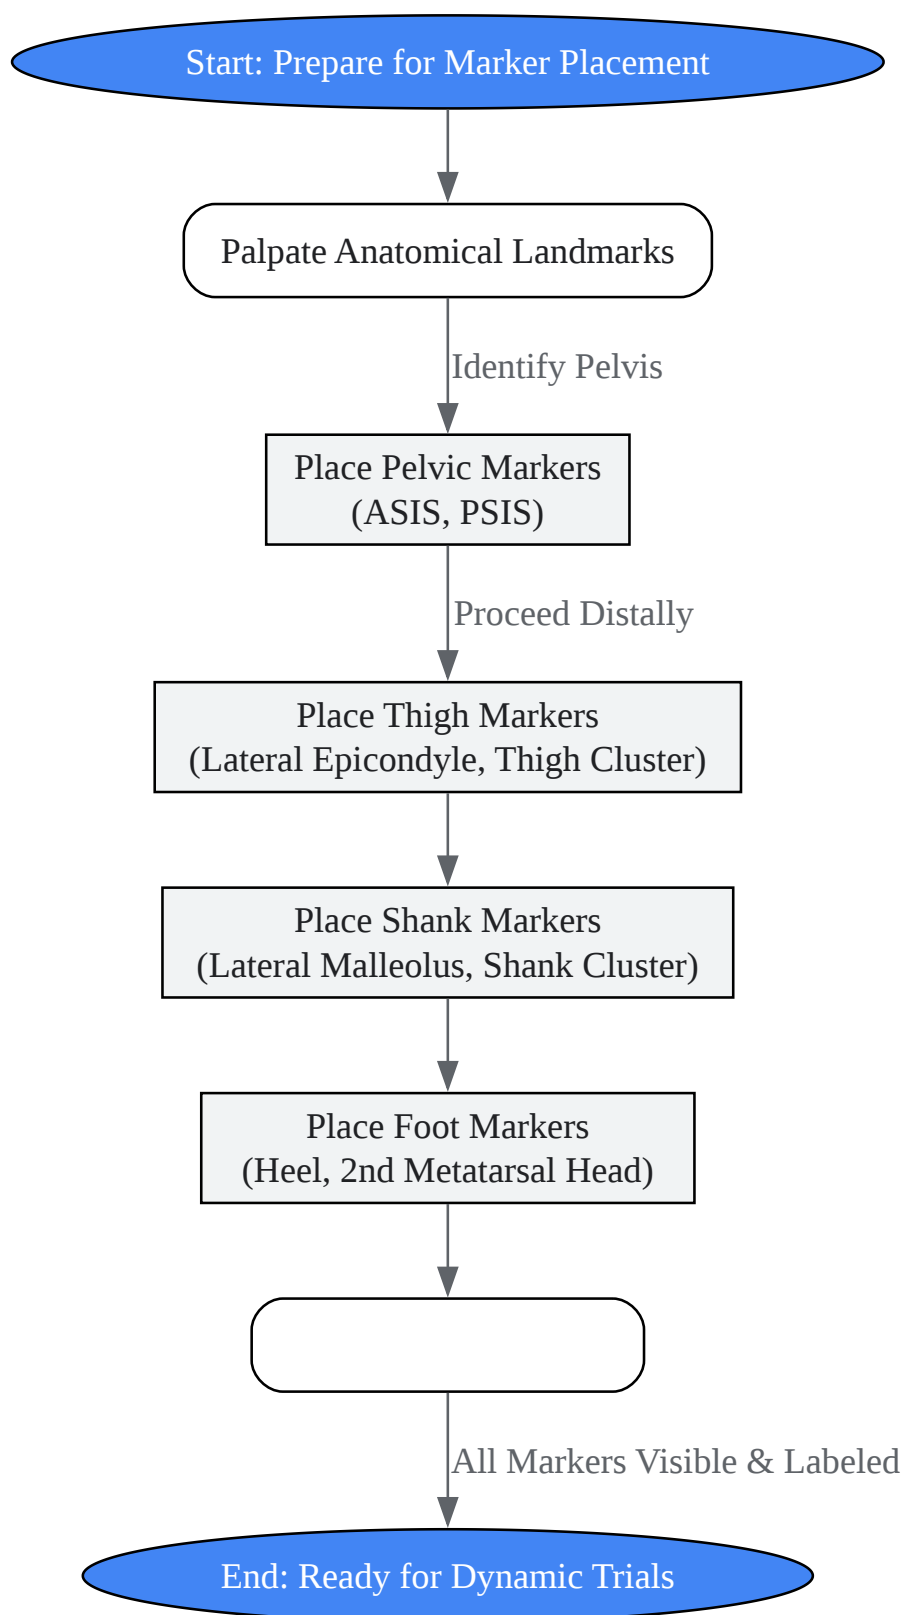 Start: Prepare for Marker Placement
Palpate Anatomical Landmarks
Identify Pelvis
Place Pelvic Markers
(ASIS, PSIS)
Proceed Distally
Place Thigh Markers
(Lateral Epicondyle, Thigh Cluster)
Place Shank Markers
(Lateral Malleolus, Shank Cluster)
Place Foot Markers
(Heel, 2nd Metatarsal Head)
All Markers Visible & Labeled
End: Ready for Dynamic Trials